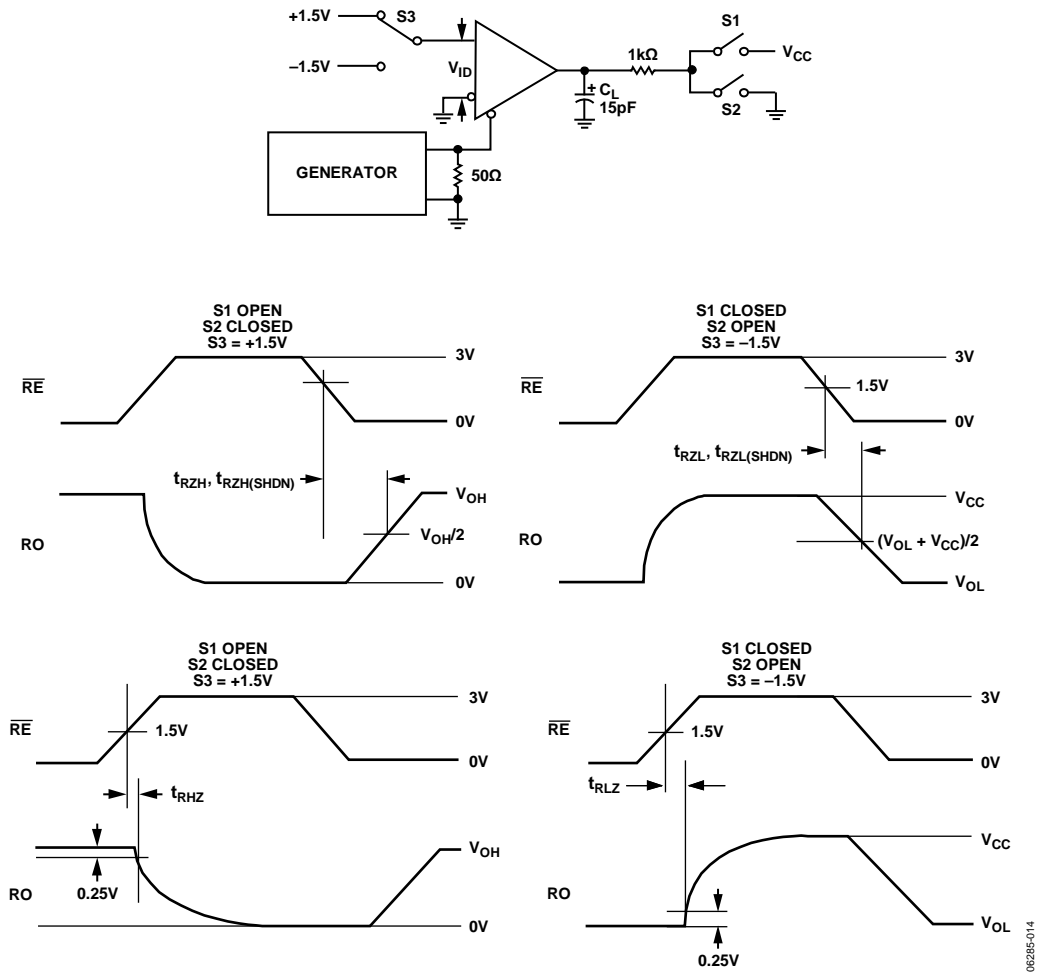 +1.5V
S3
–1.5V
V_ID
+ C_L
15pF
1kΩ
S1
V_CC
S2
GENERATOR
50Ω
S1 OPEN
S2 CLOSED
S3 = +1.5V
RE
3V
0V
t_RZH, t_RZH(SHDN)
RO
V_OH
V_OH/2
0V
S1 CLOSED
S2 OPEN
S3 = –1.5V
RE
3V
1.5V
0V
t_RZL, t_RZL(SHDN)
RO
V_CC
(V_OL + V_CC)/2
V_OL
S1 OPEN
S2 CLOSED
S3 = +1.5V
RE
3V
1.5V
0V
t_RHZ
RO
0.25V
V_OH
0V
S1 CLOSED
S2 OPEN
S3 = –1.5V
RE
3V
1.5V
0V
t_RLZ
RO
V_CC
0.25V
V_OL
06285-014